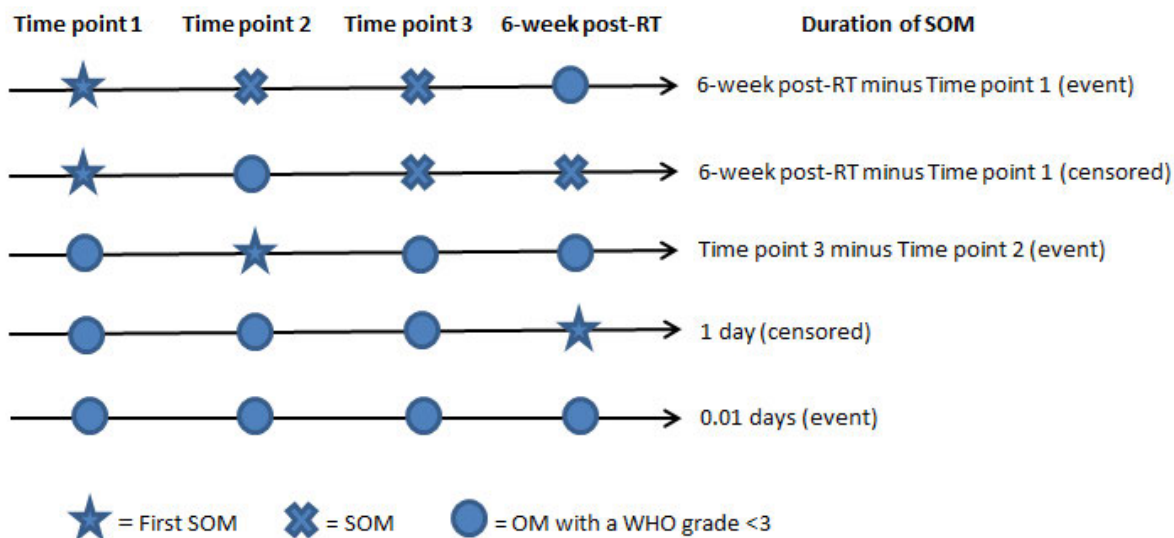 Time point 1 Time point 2 Time point 3 6-week post-RT Duration of SOM
6-week post-RT minus Time point 1 (event)
6-week post-RT minus Time point 1 (censored)
Time point 3 minus Time point 2 (event)
1 day (censored)
0.01 days (event)
= First SOM = SOM = OM with a WHO grade <3